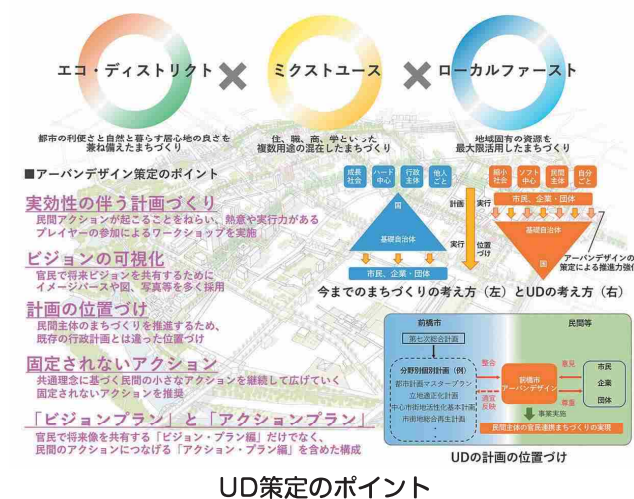 エコ・ディストリクト
ミクストユース
ローカルファースト
都市の利便さと自然と暮らす居心地の良さを
兼ね備えたまちづくり
住、職、商、学といった
複数用途の混在したまちづくり
地域固有の資源を
最大限活用したまちづくり
■アーバンデザイン策定のポイント
実効性の伴う計画づくり
民間アクションが起こることをねらい、熱意や実行力がある
プレイヤーの参加によるワークショップを実施
ビジョンの可視化
官民で将来ビジョンを共有するために
イメージパースや図、写真等を多く採用
計画の位置づけ
民間主体のまちづくりを推進するため、
既存の行政計画とは違った位置づけ
固定されないアクション
共通理念に基づく民間の小さなアクションを継続して広げていく
固定されないアクションを推奨
「ビジョンプラン」と「アクションプラン」
官民で将来像を共有する「ビジョン・プラン編」だけでなく、
民間のアクションにつなげる「アクション・プラン編」を含めた構成
成長
社会
ハード
中心
行政
主体
他人
ごと
国
基礎自治体
市民、企業・団体
計画
実行
実行
位置
づけ
縮小
社会
ソフト
中心
民間
主体
自分
ごと
市民、企業・団体
基礎自治体
国
アーバンデザインの
策定による推進力強化
今までのまちづくりの考え方（左）とUDの考え方（右）
前橋市
民間等
第七次総合計画
分野別個別計画（例）
都市計画マスタープラン
立地適正化計画
中心市街地活性化基本計画
市街地総合再生計画
・
整合
適宜
反映
前橋市
アーバンデザイン
意見
尊重
市民
企業
団体
事業実施
民間主体の官民連携まちづくりの実現
UDの計画の位置づけ
UD策定のポイント